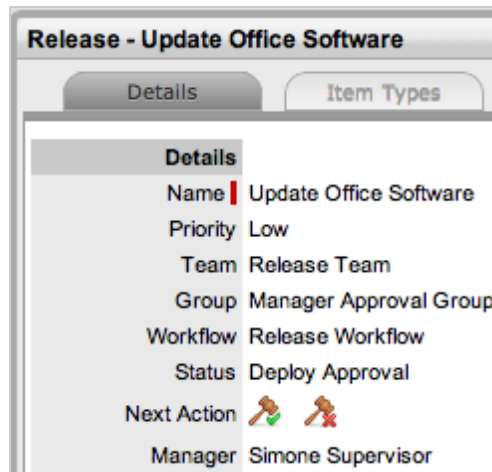 Release - Update Office Software
Details Item Types
Details
Name Update Office Software
Priority Low
Team Release Team
Group Manager Approval Group
Workflow Release Workflow
Status Deploy Approval
Next Action
Manager Simone Supervisor